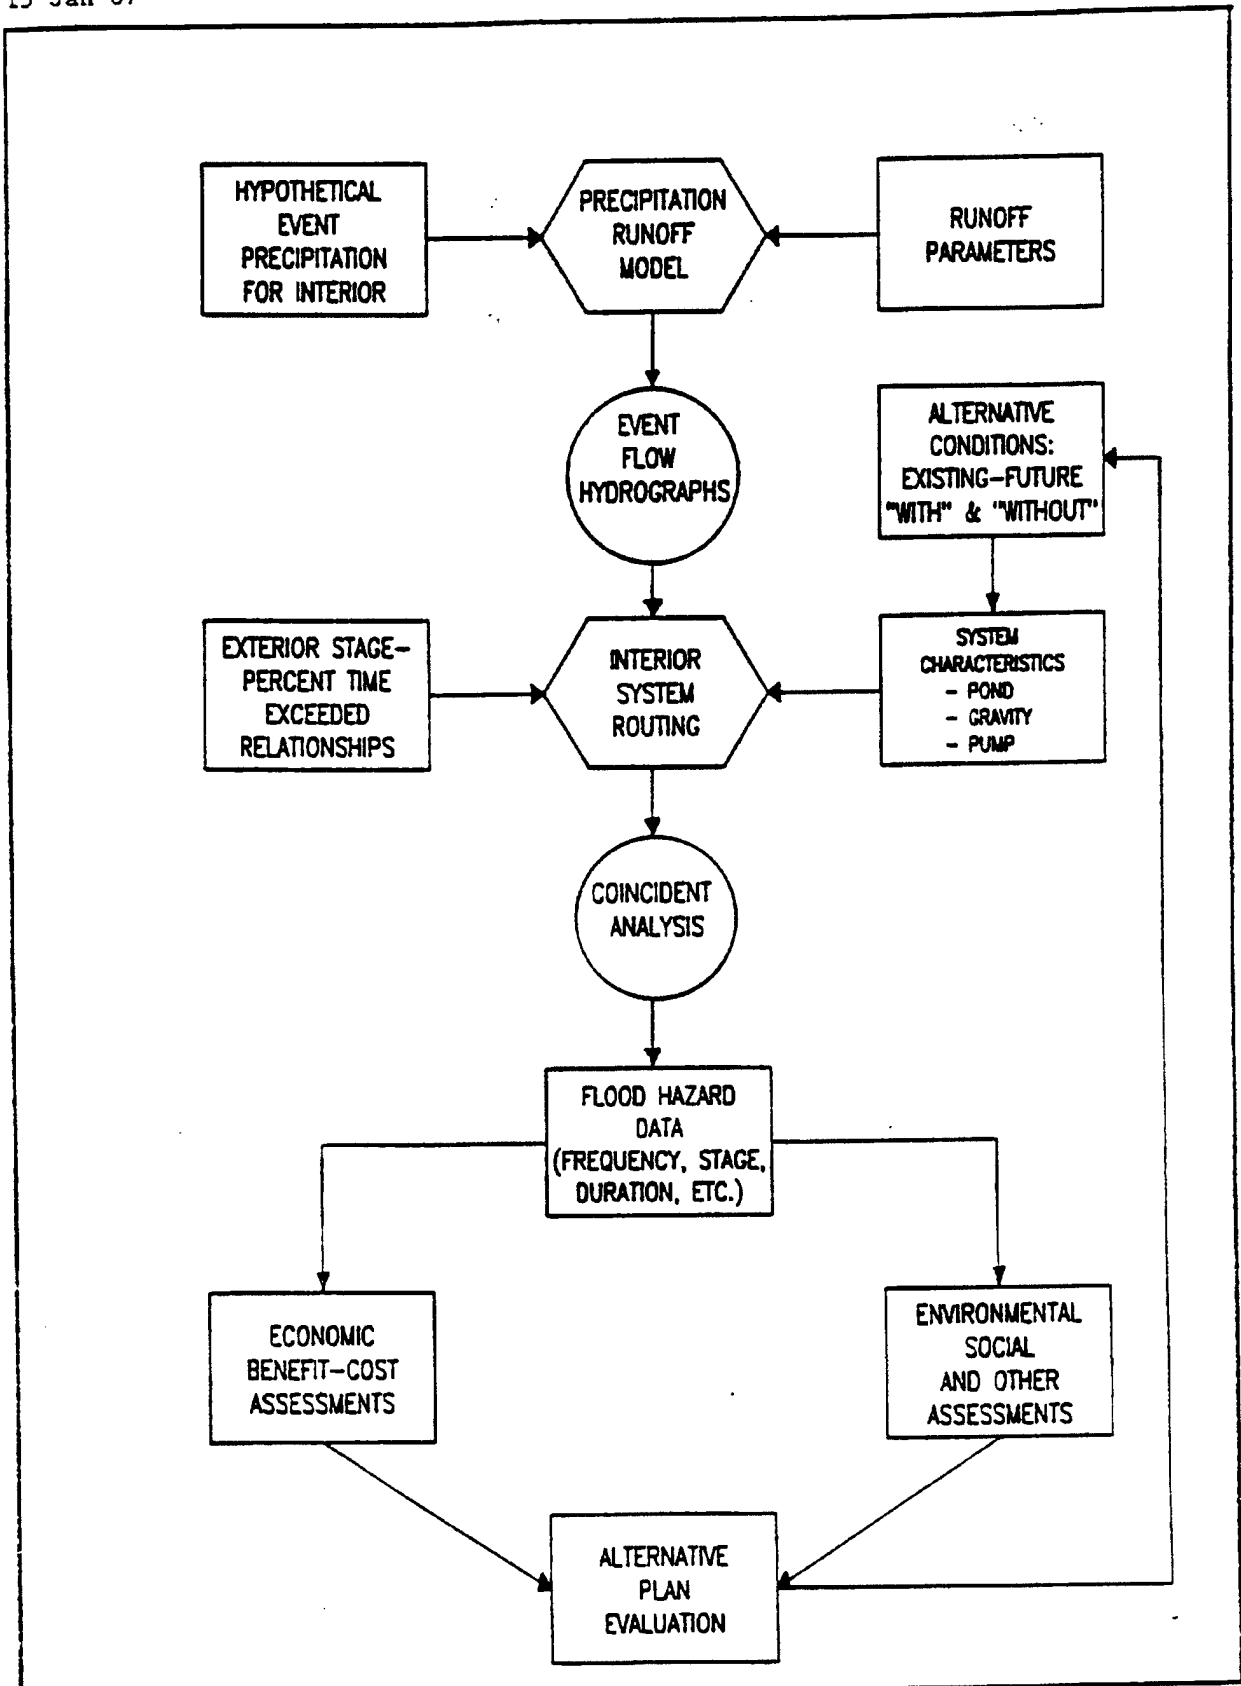 HYPOTHETICAL
EVENT
PRECIPITATION
FOR INTERIOR
PRECIPITATION
RUNOFF
MODEL
RUNOFF
PARAMETERS
EVENT
FLOW
HYDROGRAPHS
ALTERNATIVE
CONDITIONS:
EXISTING-FUTURE
"WITH" & "WITHOUT"
EXTERIOR STAGE-
PERCENT TIME
EXCEEDED
RELATIONSHIPS
INTERIOR
SYSTEM
ROUTING
SYSTEM
CHARACTERISTICS
- POND
- GRAVITY
- PUMP
COINCIDENT
ANALYSIS
FLOOD HAZARD
DATA
(FREQUENCY, STAGE,
DURATION, ETC.)
ECONOMIC
BENEFIT-COST
ASSESSMENTS
ENVIRONMENTAL
SOCIAL
AND OTHER
ASSESSMENTS
ALTERNATIVE
PLAN
EVALUATION